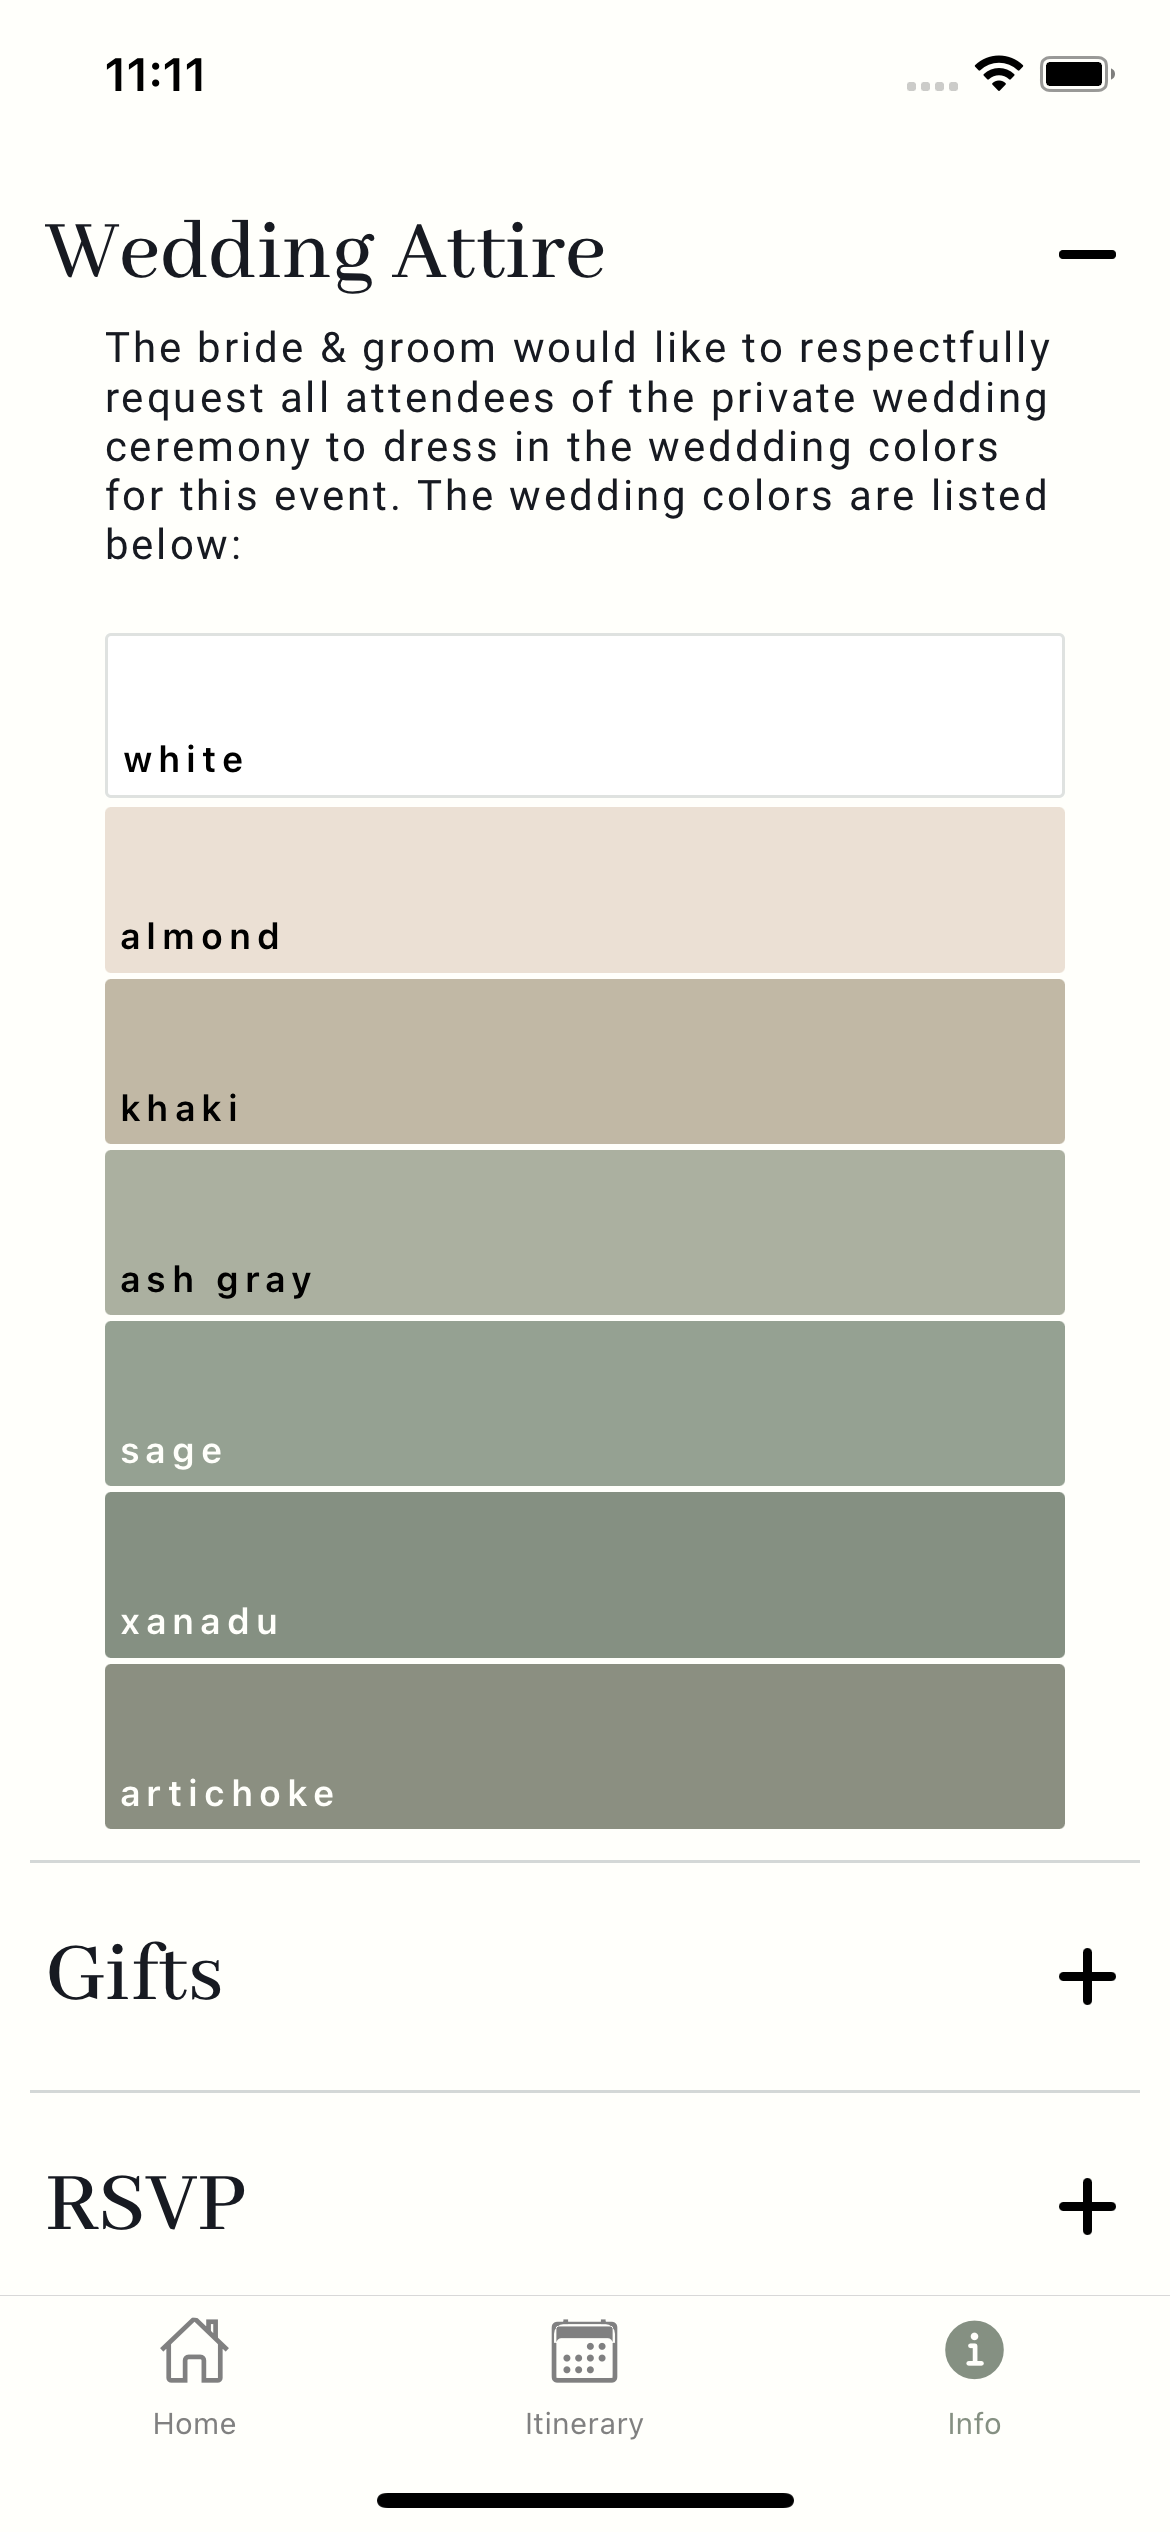 11:11
Wedding Attire
The bride & groom would like to respectfully
request all attendees of the private wedding
ceremony to dress in the weddding colors
for this event. The wedding colors are listed
below:
white
almond
khaki
ash gray
sage
xanadu
artichoke
Gifts
RSVP
Home
Itinerary
Info